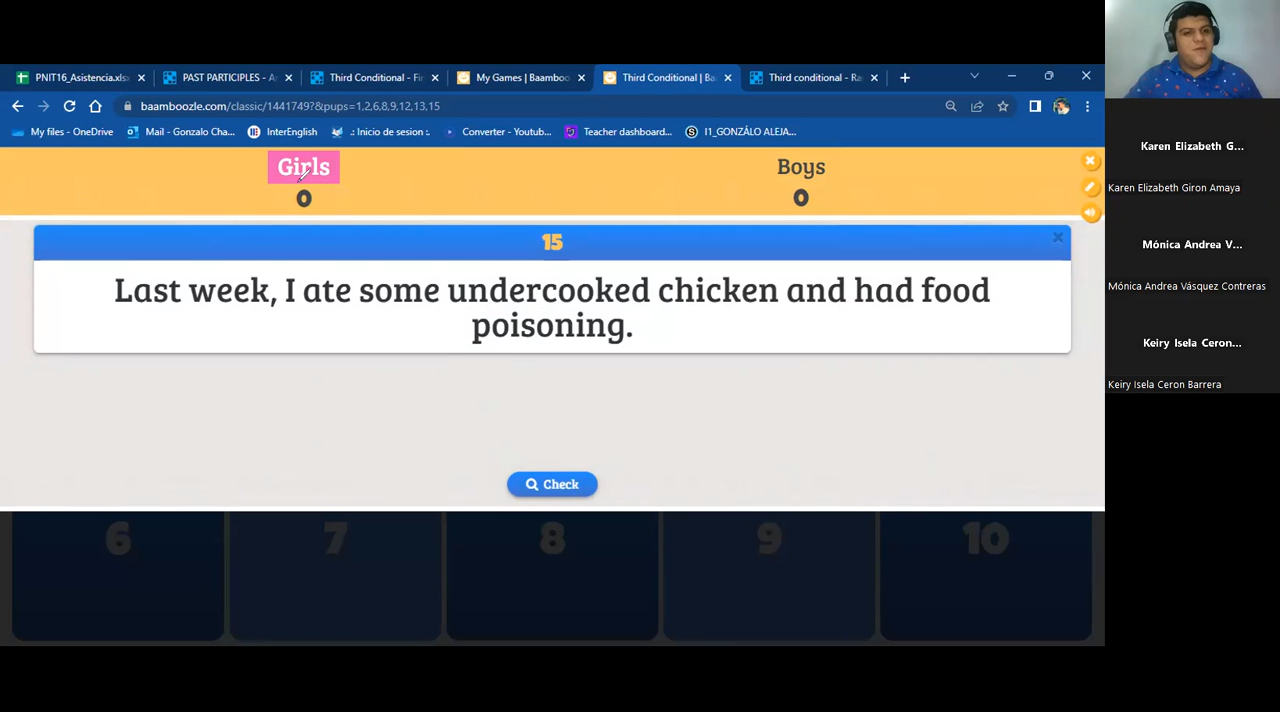 PNIT16_Asistencia.xlsx
PAST PARTICIPLES - Ar
Third Conditional - Fi
My Games | Baamboo
Third Conditional | Ba
Third conditional - Ra
baamboozle.com/classic/1441749?&pups=1,2,6,8,9,12,13,15
My files - OneDrive
Mail - Gonzalo Cha...
InterEnglish
.: Inicio de sesion :.
Converter - Youtub...
Teacher dashboard...
I1_GONZÁLO ALEJA...
Girls
Boys
0
0
15
Last week, I ate some undercooked chicken and had food
poisoning.
Check
6
7
8
9
10
Karen Elizabeth G...
Karen Elizabeth Giron Amaya
Mónica Andrea V...
Mónica Andrea Vásquez Contreras
Keiry Isela Ceron...
Keiry Isela Ceron Barrera